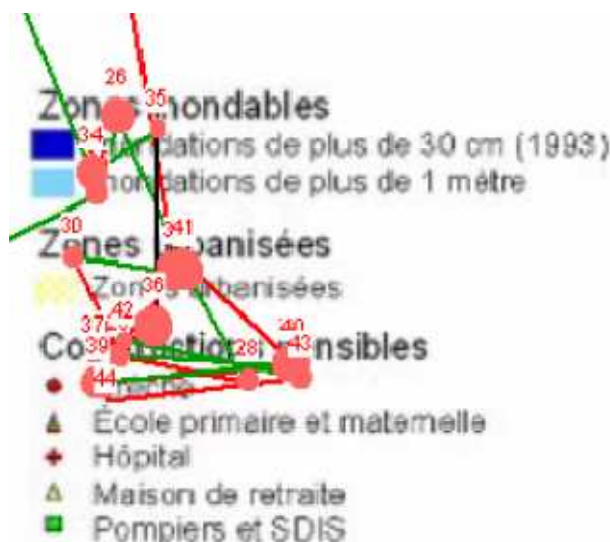 26
Zones inondables
35
34
Inondations de plus de 30 cm (1993)
Inondations de plus de 1 mètre
30
41
Zones urbanisées
36
Zones urbanisées
42
37
40
39
28
43
sensibles
44
École primaire et maternelle
Hôpital
Maison de retraite
Pompiers et SDIS